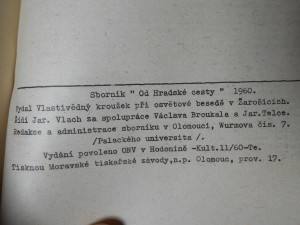 Sborník " Od Hradské cesty " 1960.
Vydal Vlastivědný kroužek při osvětové besedě v Žarošicích.
Řídí Jar. Vlach za spolupráce Václava Broukala a Jar.Telce.
Redakce a administrace sborníku v Olomouci, Wurmova čis. 7.
/Palackého universita /.
Vydání povoleno ONV v Hodoníně -Kult.11/60-Te.
Tisknou Moravské tiskařské závody,n.p. Olomouc, prov. 17.